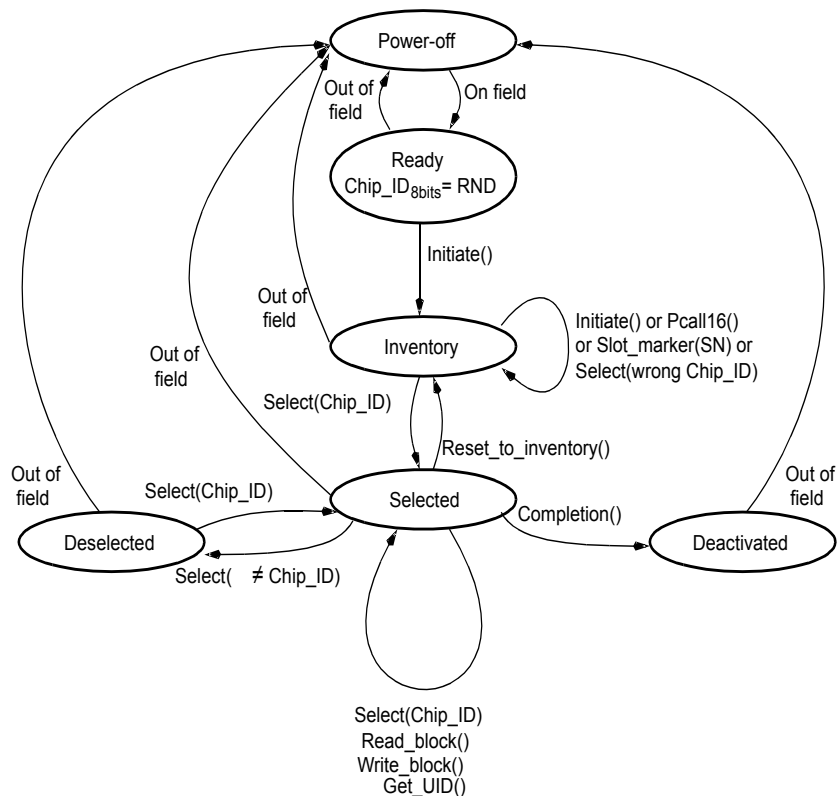 Power-off
Out of
field
On field
Ready
Chip_ID8bits= RND
Initiate()
Out of
field
Inventory
Initiate() or Pcall16()
or Slot_marker(SN) or
Select(wrong Chip_ID)
Out of
field
Select(Chip_ID)
Reset_to_inventory()
Out of
field
Select(Chip_ID)
Selected
Out of
field
Completion()
Deselected
Deactivated
Select( ≠ Chip_ID)
Select(Chip_ID)
Read_block()
Write_block()
Get_UID()